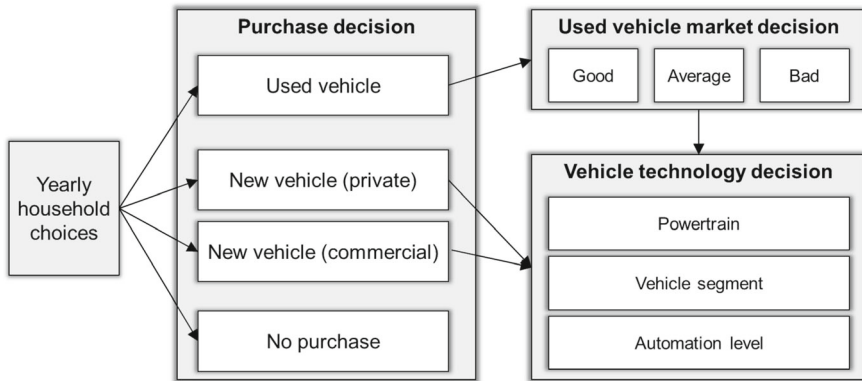 Purchase decision
Used vehicle
New vehicle (private)
New vehicle (commercial)
No purchase
Yearly
household
choices
Used vehicle market decision
Good
Average
Bad
Vehicle technology decision
Powertrain
Vehicle segment
Automation level